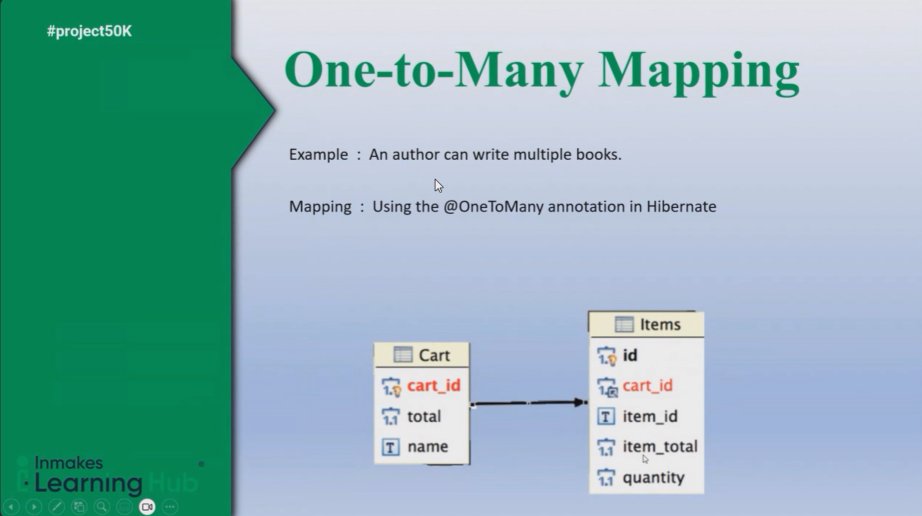 #project50K
One-to-Many Mapping
Example : An author can write multiple books.
Mapping : Using the @OneToMany annotation in Hibernate
Cart
cart_id
total
name
Items
id
cart_id
item_id
item_total
quantity
Inmakes
Learning Hub